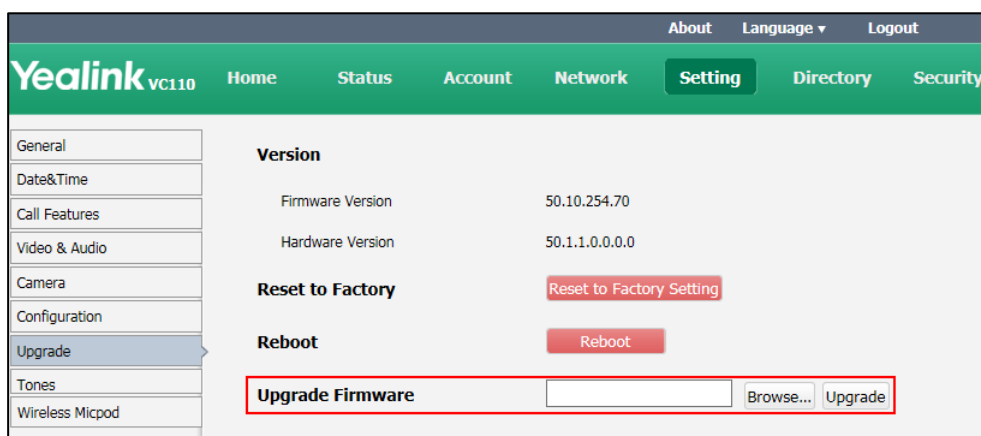 About Language ▾ Logout
Yealink VC110 Home Status Account Network Setting Directory Security
General
Date&Time
Call Features
Video & Audio
Camera
Configuration
Upgrade
Tones
Wireless Micpod
Version
Firmware Version 50.10.254.70
Hardware Version 50.1.1.0.0.0.0
Reset to Factory Reset to Factory Setting
Reboot Reboot
Upgrade Firmware Browse... Upgrade